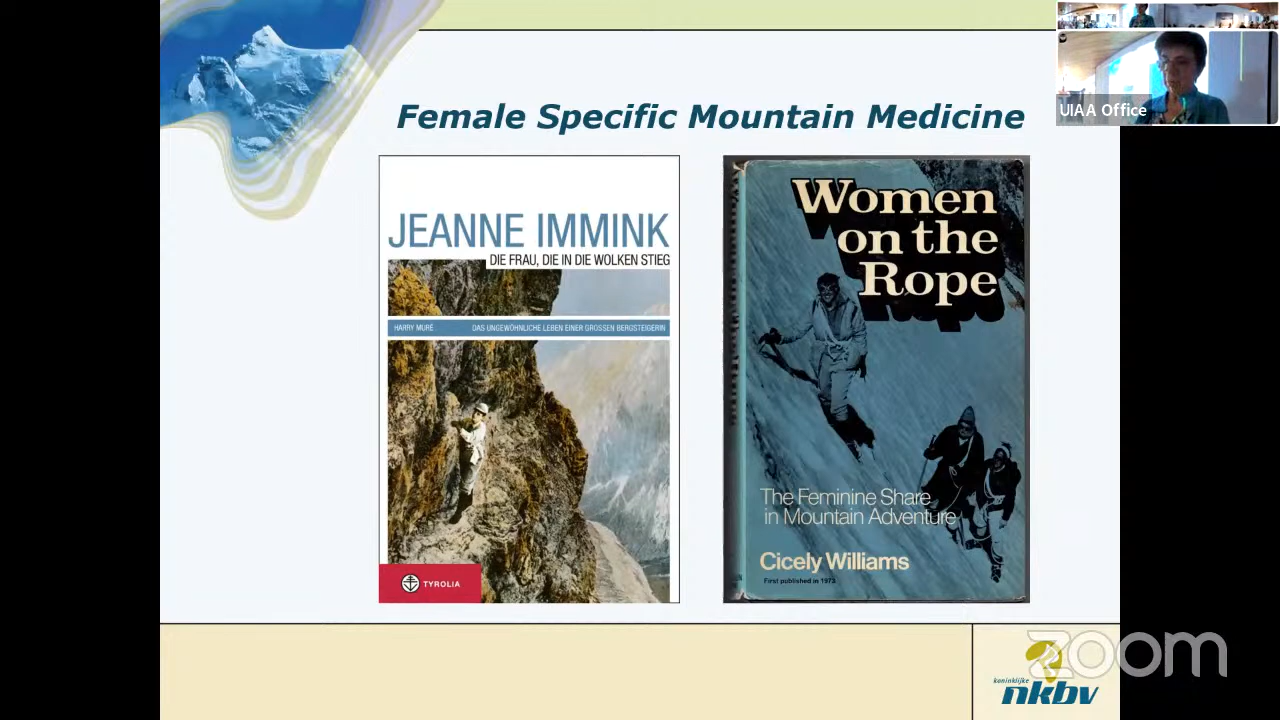 Female Specific Mountain Medicine
UIAA Office
JEANNE IMMINK
DIE FRAU, DIE IN DIE WOLKEN STIEG
HARRY MURÉ
DAS UNGEWÖHNLICHE LEBEN EINER GROSSEN BERGSTEIGERIN
TYROLIA
Women
on the
Rope
The Feminine Share
in Mountain Adventure
Cicely Williams
First published in 1973
zoom
koninklijke
nkbv